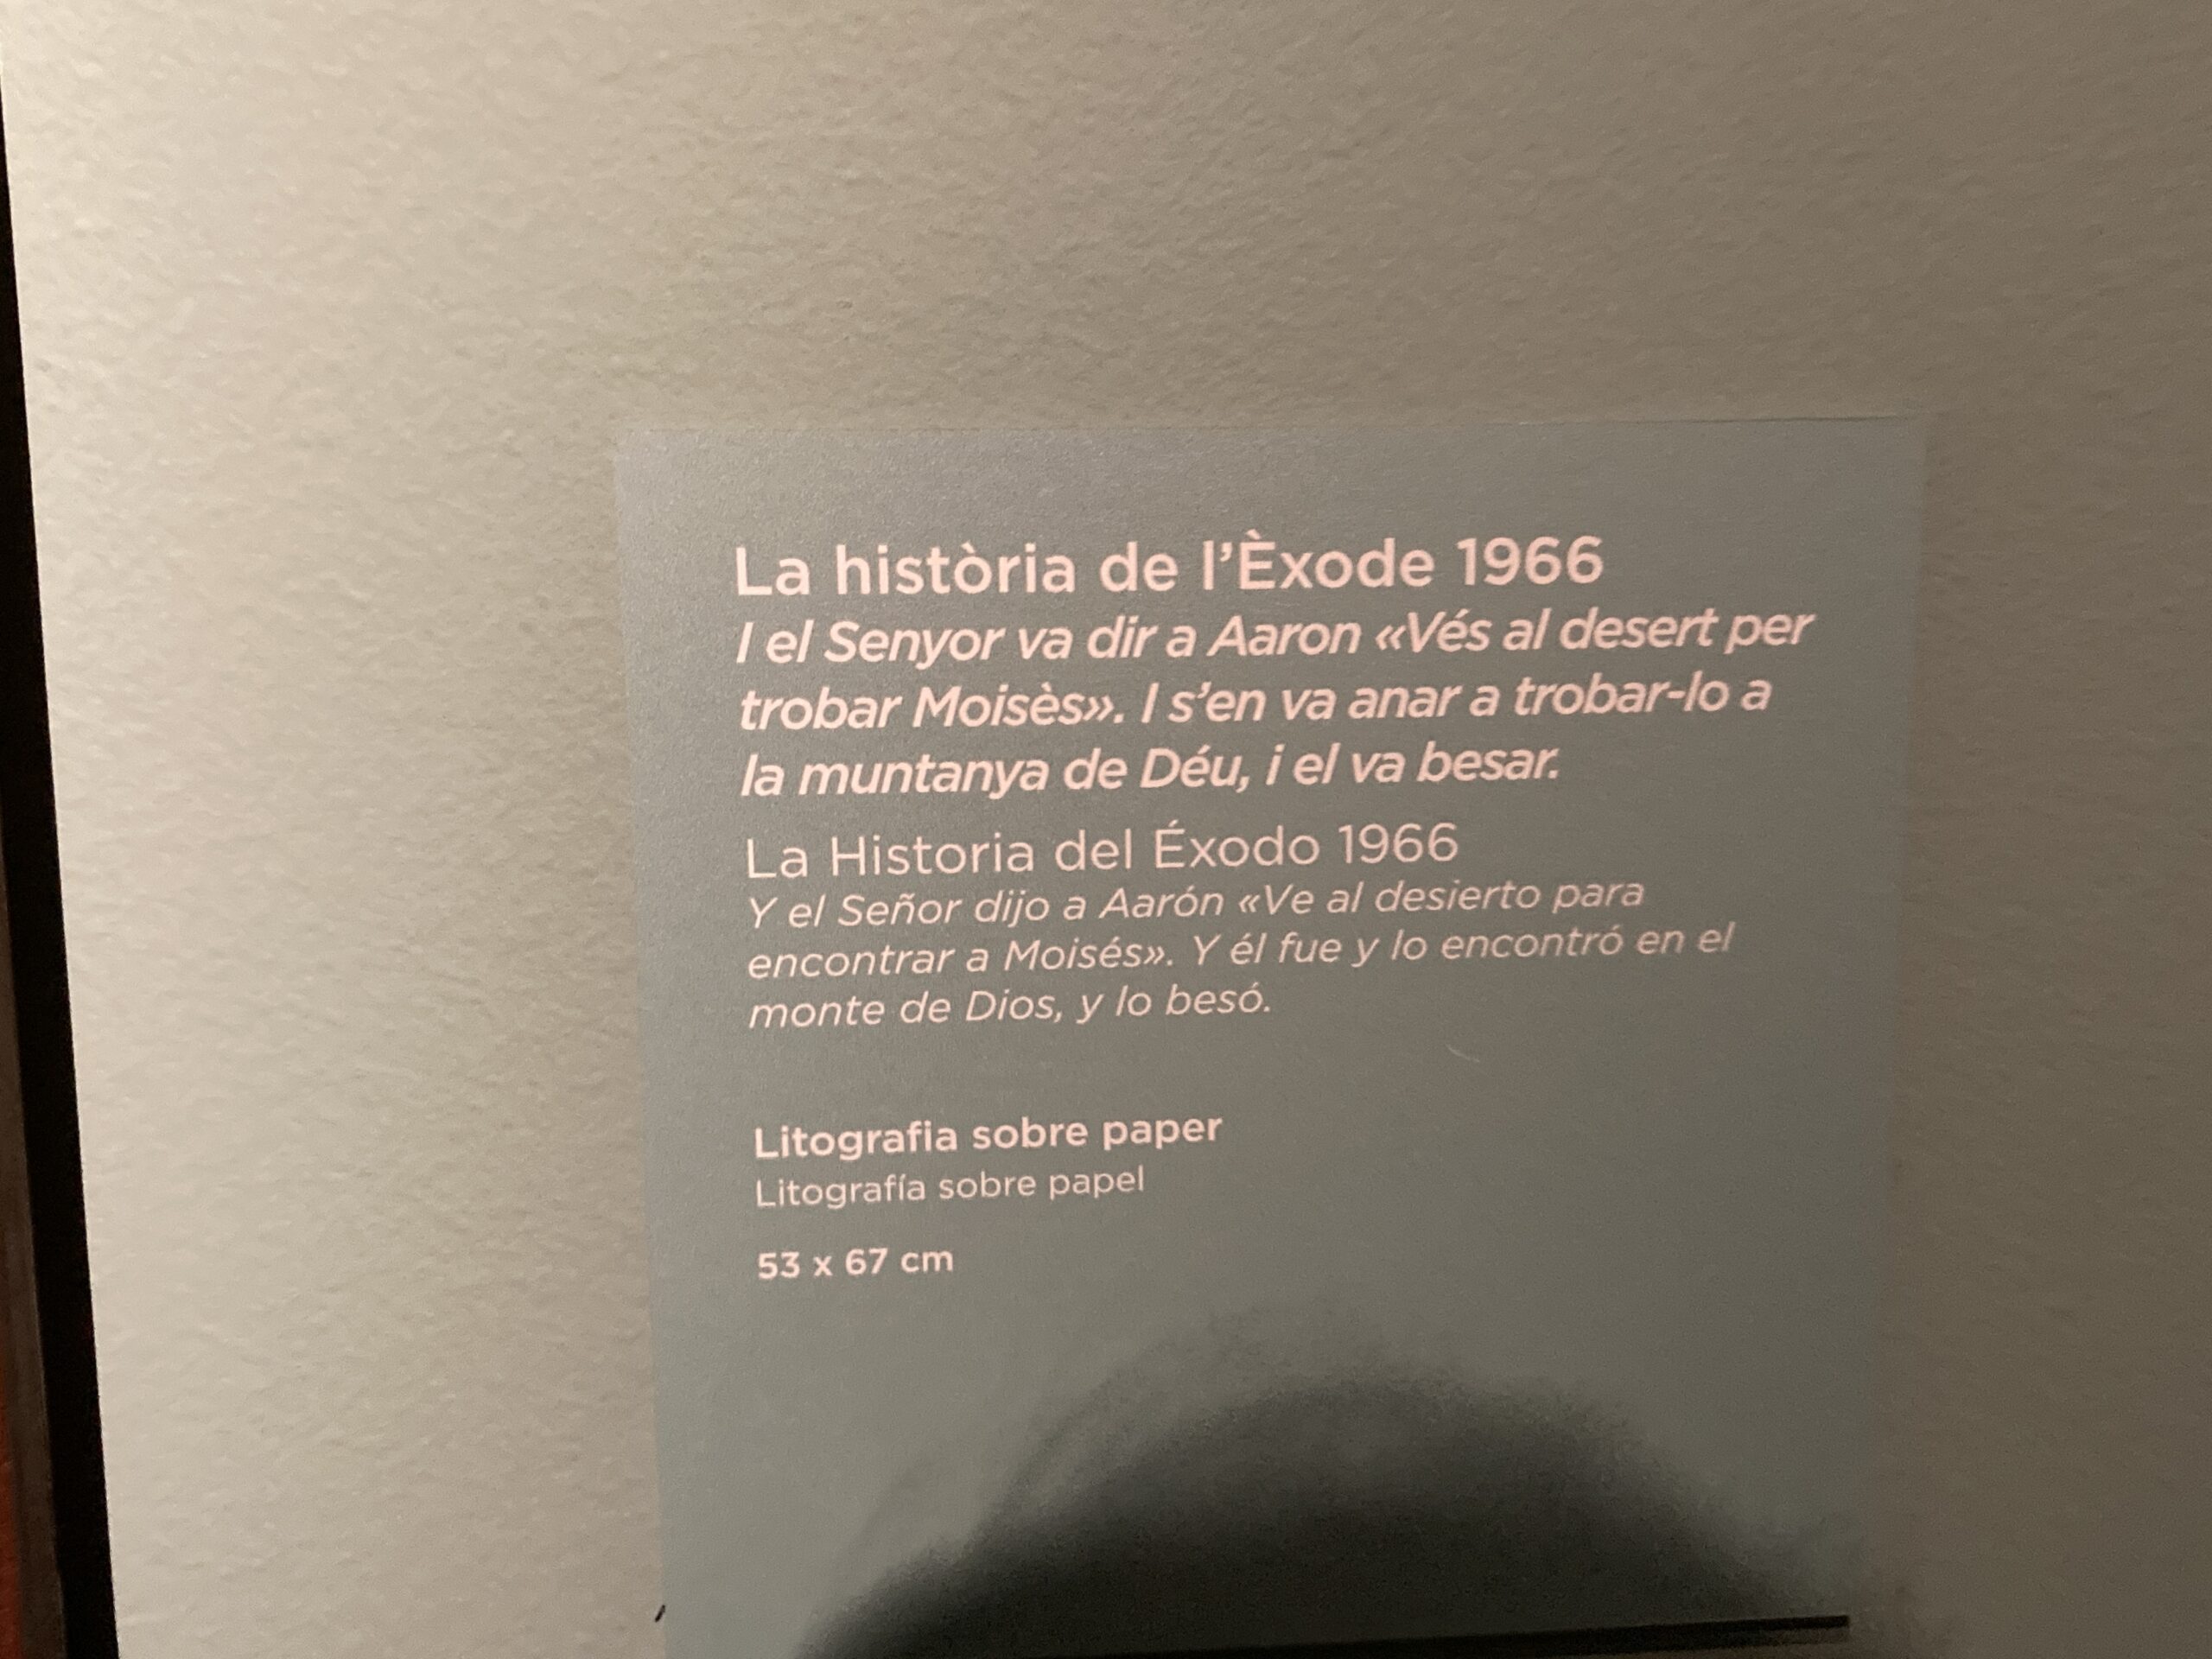 La història de l'Èxode 1966
I el Senyor va dir a Aaron «Vés al desert per
trobar Moisès». I s'en va anar a trobar-lo a
la muntanya de Déu, i el va besar.
La Historia del Éxodo 1966
Y el Señor dijo a Aarón «Ve al desierto para
encontrar a Moisés». Y él fue y lo encontró en el
monte de Dios, y lo besó.
Litografia sobre paper
Litografía sobre papel
53 x 67 cm